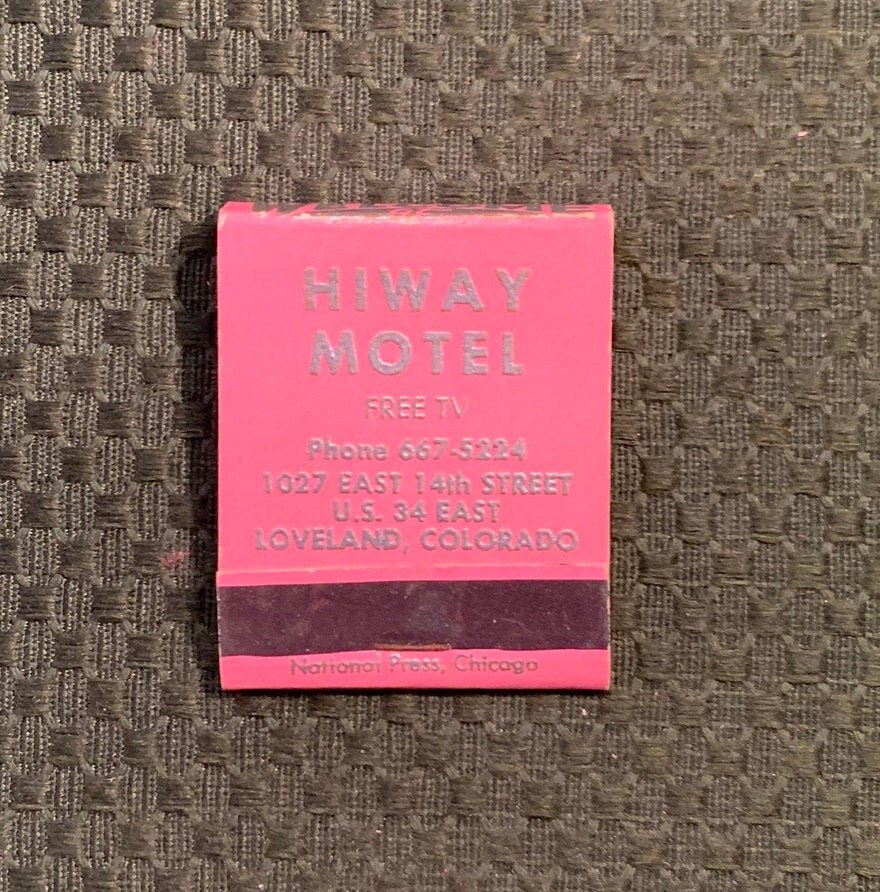 HIWAY
MOTEL
FREE TV
Phone 667-5224
1027 EAST 14th STREET
U.S. 34 EAST
LOVELAND, COLORADO
National Press, Chicago